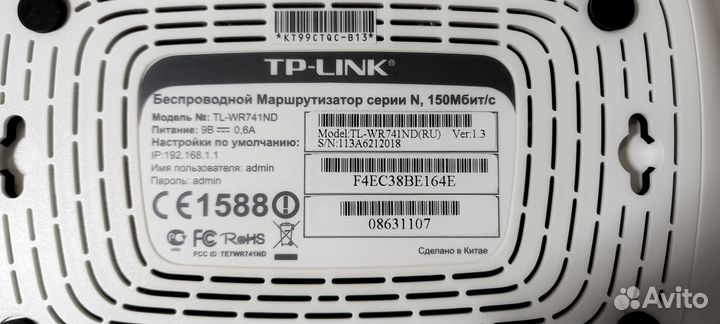 *KT99CTQC-B13*
TP-LINK®
Беспроводной Маршрутизатор серии N, 150Мбит/с
Модель №: TL-WR741ND
Питание: 9В ⎓ 0,6А
Настройки по умолчанию:
IP:192.168.1.1
Имя пользователя: admin
Пароль: admin
CE1588
FC RoHS
FCC ID: TE7WR741ND
Model:TL-WR741ND(RU) Ver:1.3
S/N:113A6212018
F4EC38BE164E
08631107
Сделано в Китае
Avito